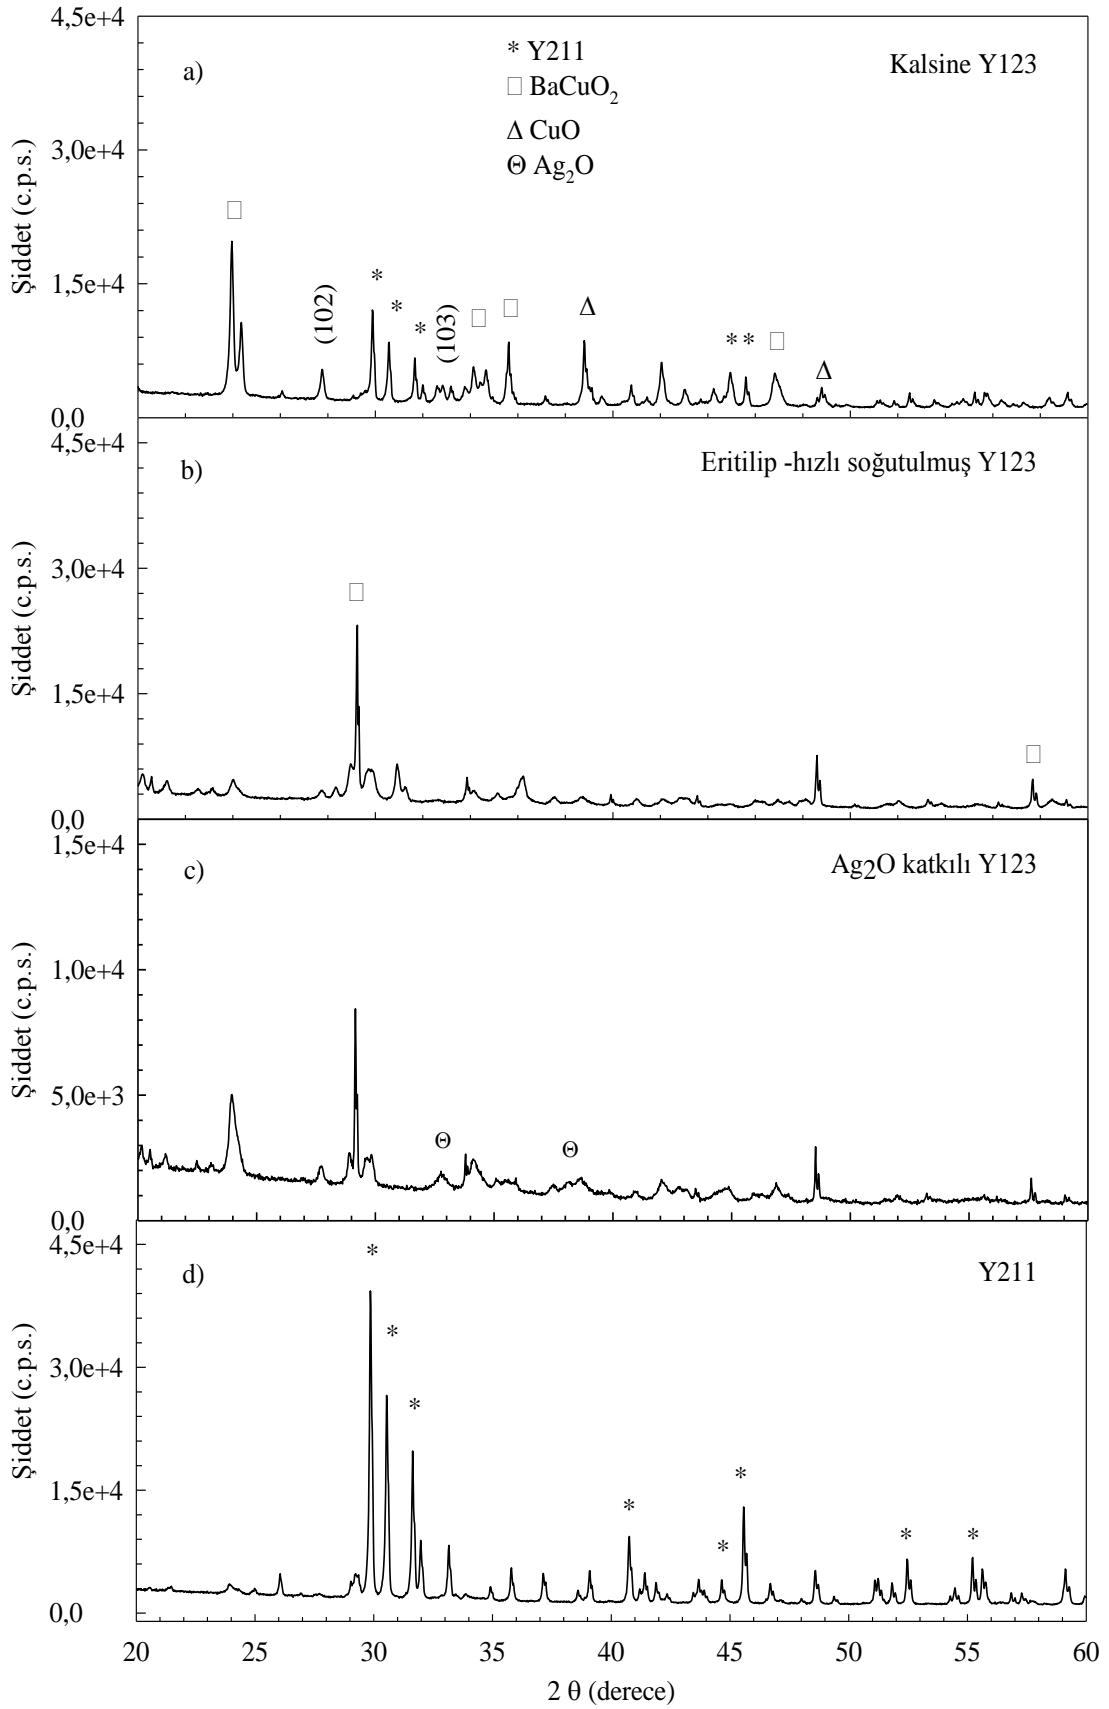 4,5e+4
a)
* Y211
Kalsine Y123
□ BaCuO₂
Δ CuO
Θ Ag₂O
3,0e+4
Şiddet (c.p.s.)
□
1,5e+4
(102)
*
*
*
(103)
□
□
Δ
* *
□
Δ
0,0
4,5e+4
b)
Eritilip -hızlı soğutulmuş Y123
3,0e+4
Şiddet (c.p.s.)
□
1,5e+4
□
0,0
1,5e+4
c)
Ag2O katkılı Y123
1,0e+4
Şiddet (c.p.s.)
5,0e+3
Θ
Θ
0,0
4,5e+4
d)
*
Y211
*
3,0e+4
Şiddet (c.p.s.)
*
1,5e+4
*
*
*
*
*
0,0
20 25 30 35 40 45 50 55 60
2 θ (derece)